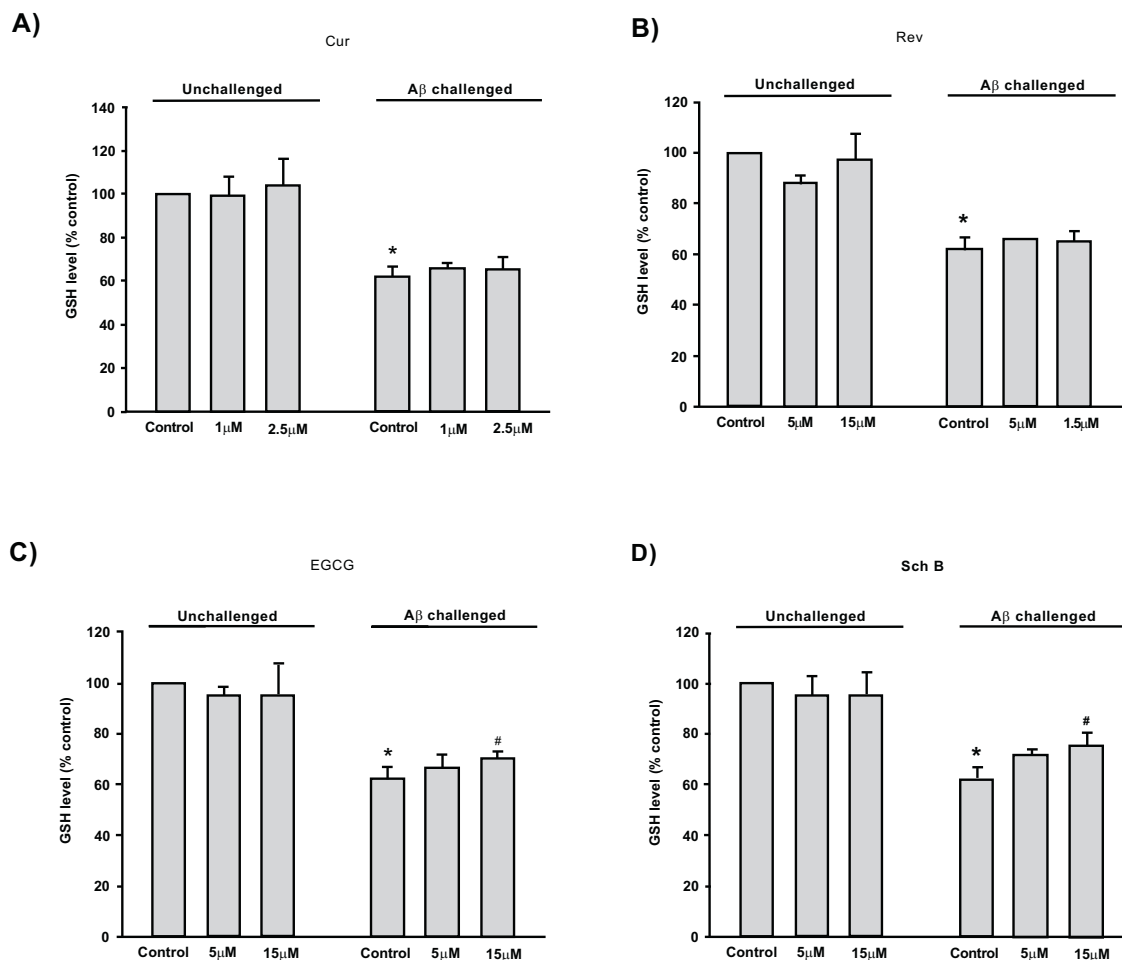 A)
Cur
Unchallenged Aβ challenged
GSH level (% control)
140
120
100
80
60
40
20
0
*
Control 1μM 2.5μM Control 1μM 2.5μM
B)
Rev
Unchallenged Aβ challenged
GSH level (% control)
120
100
80
60
40
20
0
*
Control 5μM 15μM Control 5μM 1.5μM
C)
EGCG
Unchallenged Aβ challenged
GSH level (% control)
120
100
80
60
40
20
0
* #
Control 5μM 15μM Control 5μM 15μM
D)
Sch B
Unchallenged Aβ challenged
GSH level (% control)
120
100
80
60
40
20
0
* #
Control 5μM 15μM Control 5μM 15μM